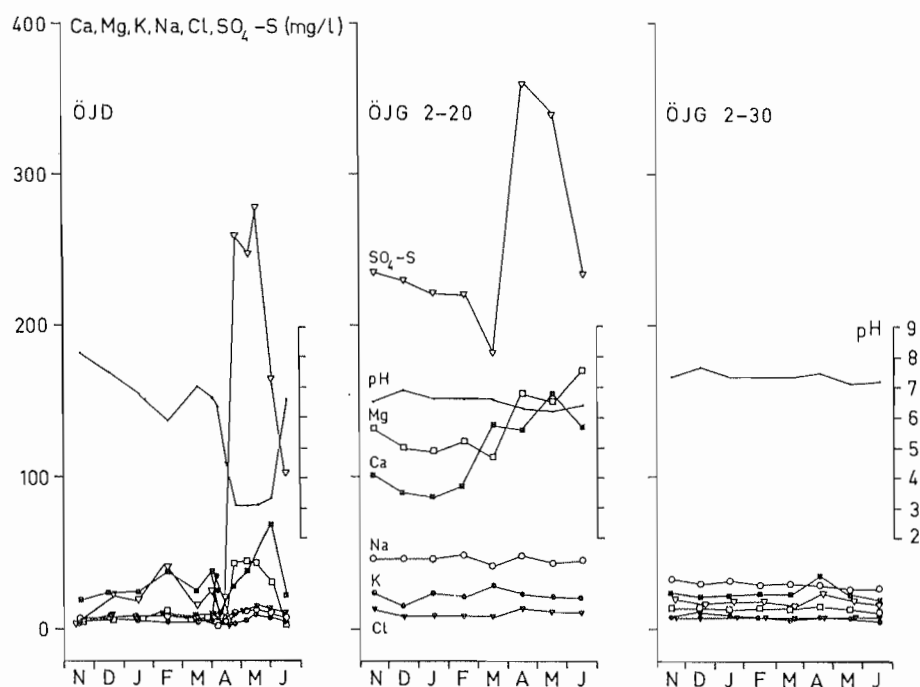 400
Ca, Mg, K, Na, Cl, SO₄-S (mg/l)
ÖJD
ÖJG 2-20
ÖJG 2-30
300
SO₄-S
200
pH
9
8
7
6
5
4
3
2
pH
Mg
Ca
100
Na
K
Cl
0
N D J F M A M J
N D J F M A M J
N D J F M A M J